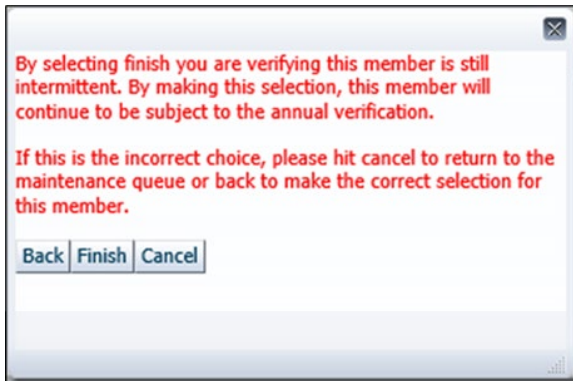 By selecting finish you are verifying this member is still
intermittent. By making this selection, this member will
continue to be subject to the annual verification.
If this is the incorrect choice, please hit cancel to return to the
maintenance queue or back to make the correct selection for
this member.
Back Finish Cancel